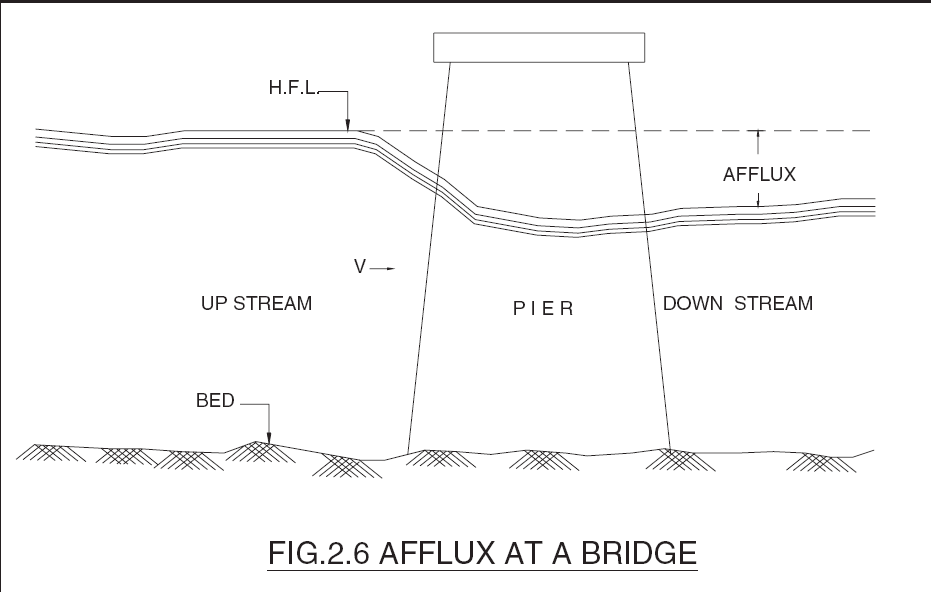 H.F.L.
AFFLUX
V
UP STREAM
PIER
DOWN STREAM
BED
FIG.2.6 AFFLUX AT A BRIDGE